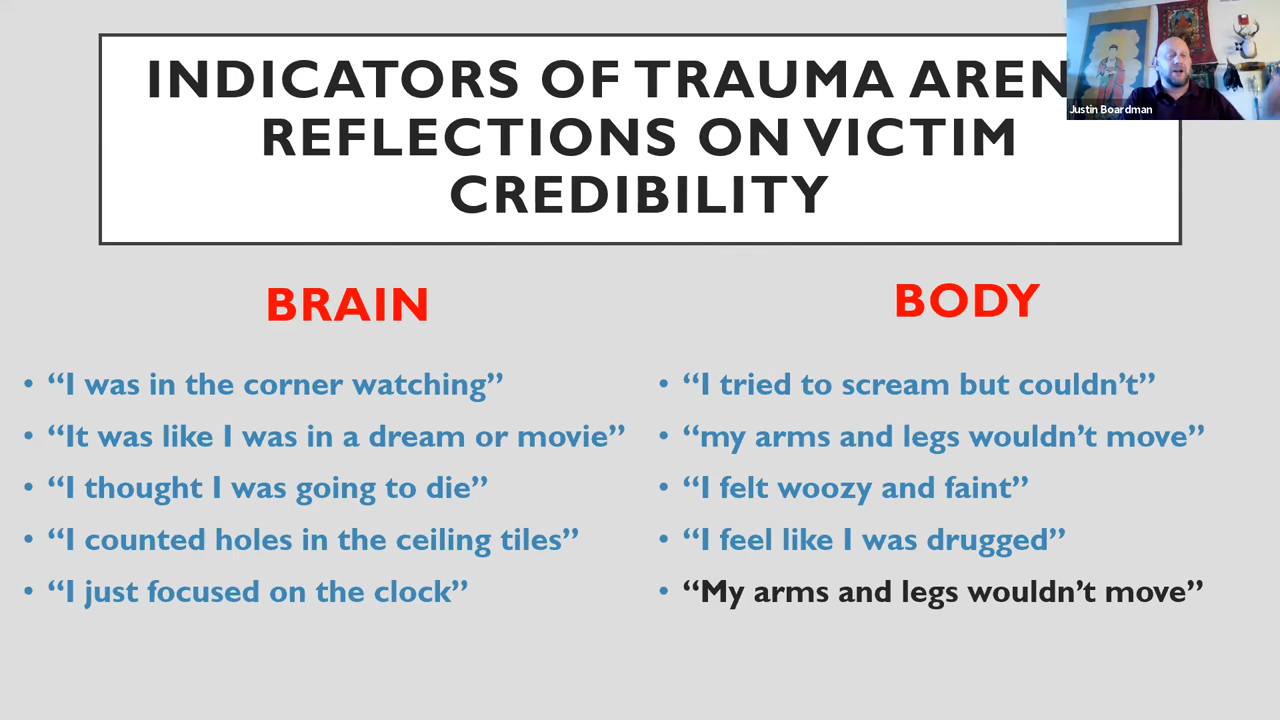 INDICATORS OF TRAUMA AREN
REFLECTIONS ON VICTIM
CREDIBILITY
Justin Boardman
BRAIN
• “I was in the corner watching”
• “It was like I was in a dream or movie”
• “I thought I was going to die”
• “I counted holes in the ceiling tiles”
• “I just focused on the clock”
BODY
• “I tried to scream but couldn’t”
• “my arms and legs wouldn’t move”
• “I felt woozy and faint”
• “I feel like I was drugged”
• “My arms and legs wouldn’t move”